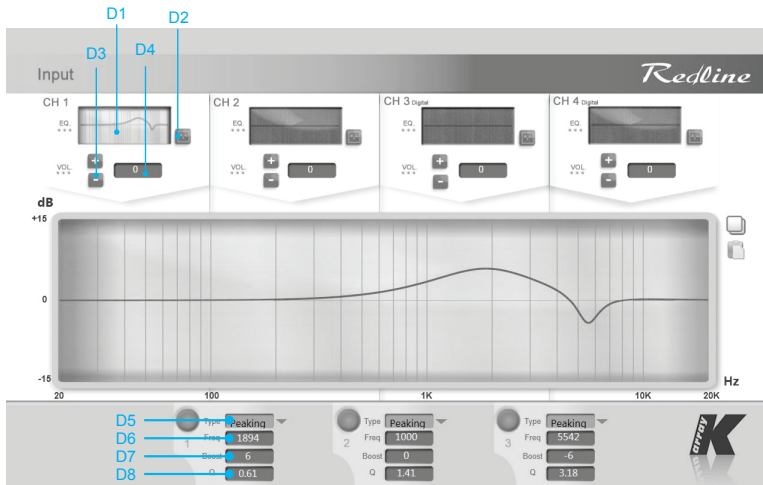 D1
D2
D3
D4
Input
Redline
CH 1
CH 2
CH 3 Digital
CH 4 Digital
EQ.
EQ.
EQ.
EQ.
VOL.
+
-
0
VOL.
+
-
0
VOL.
+
-
0
VOL.
+
-
0
dB
+15
0
-15
Hz
20
100
1K
10K
20K
D5
D6
D7
D8
1
Type
Peaking
Freq
1894
Boost
6
Q
0.61
2
Type
Peaking
Freq
1000
Boost
0
Q
1.41
3
Type
Peaking
Freq
5542
Boost
-6
Q
3.18
K
array